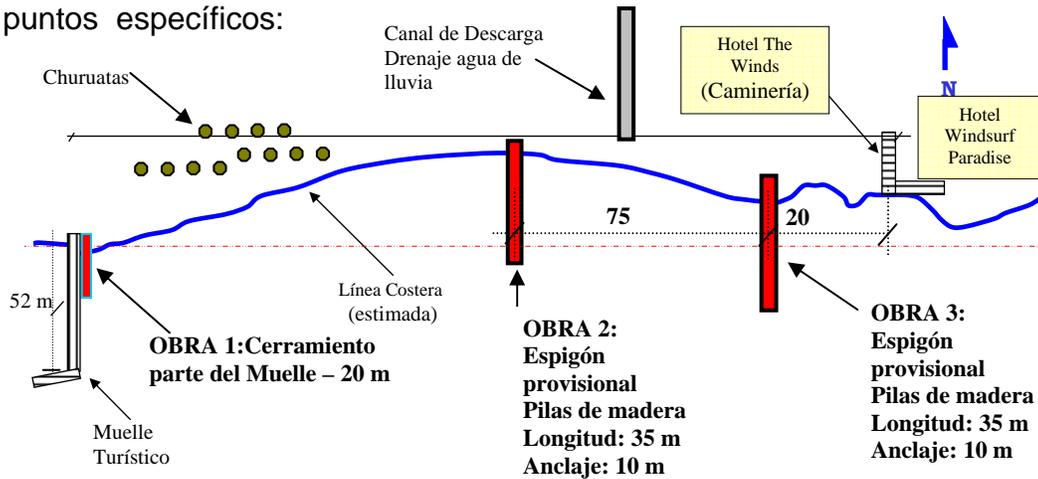 puntos específicos:
Churuatas
Canal de Descarga
Drenaje agua de
lluvia
Hotel The
Winds
(Caminería)
N
Hotel
Windsurf
Paradise
75
20
52 m
Línea Costera
(estimada)
OBRA 1:Cerramiento
parte del Muelle – 20 m
Muelle
Turístico
OBRA 2:
Espigón
provisional
Pilas de madera
Longitud: 35 m
Anclaje: 10 m
OBRA 3:
Espigón
provisional
Pilas de madera
Longitud: 35 m
Anclaje: 10 m